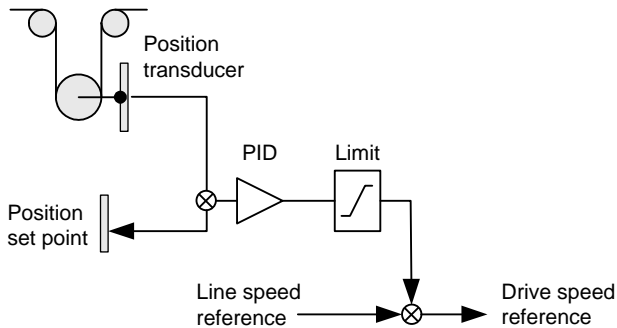 Position
transducer
PID
Limit
Position
set point
Line speed
reference
Drive speed
reference